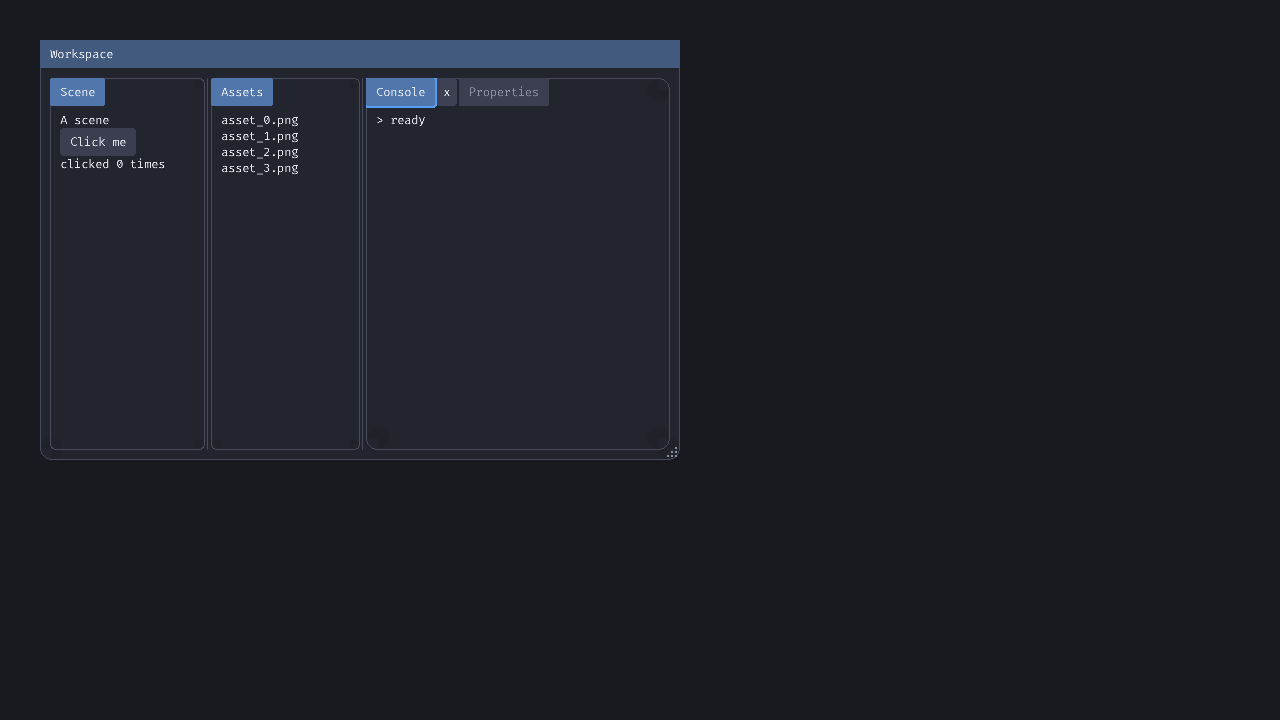 Workspace
Scene
A scene
Click me
clicked 0 times
Assets
asset_0.png
asset_1.png
asset_2.png
asset_3.png
Console x Properties
> ready